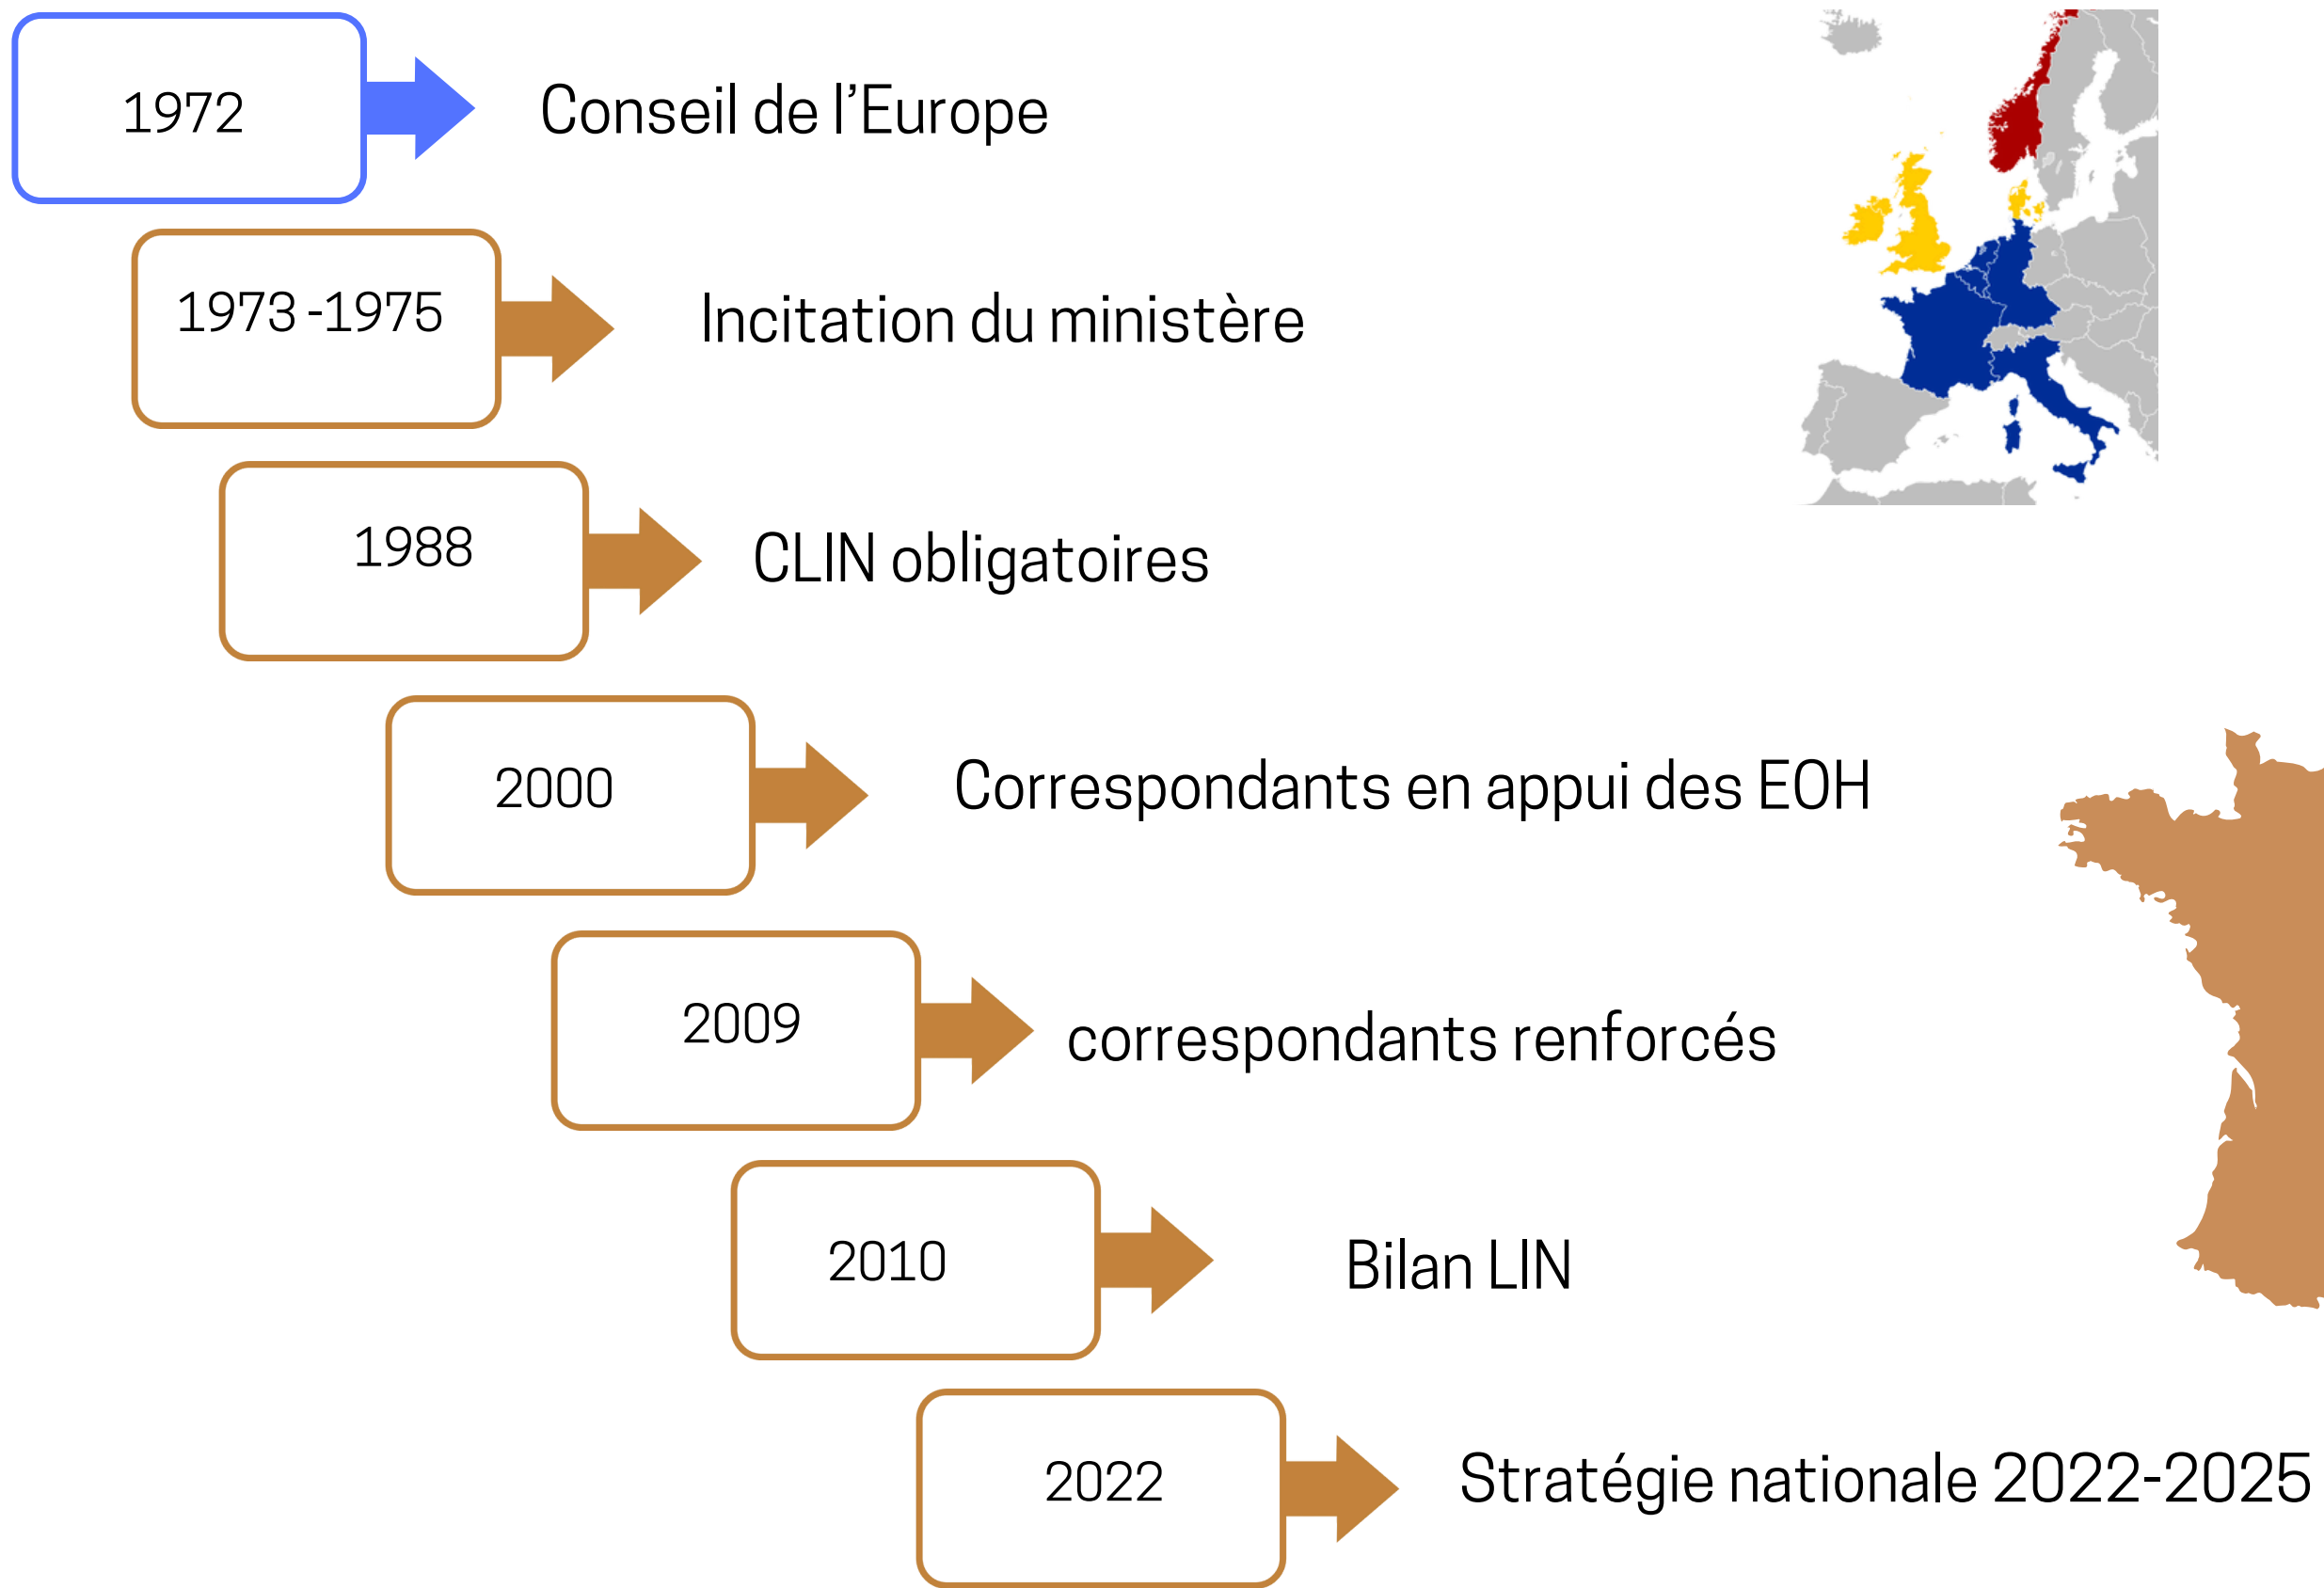 1972
Conseil de l'Europe
1973-1975
Incitation du ministère
1988
CLIN obligatoires
2000
Correspondants en appui des EOH
2009
correspondants renforcés
2010
Bilan LIN
2022
Stratégie nationale 2022-2025